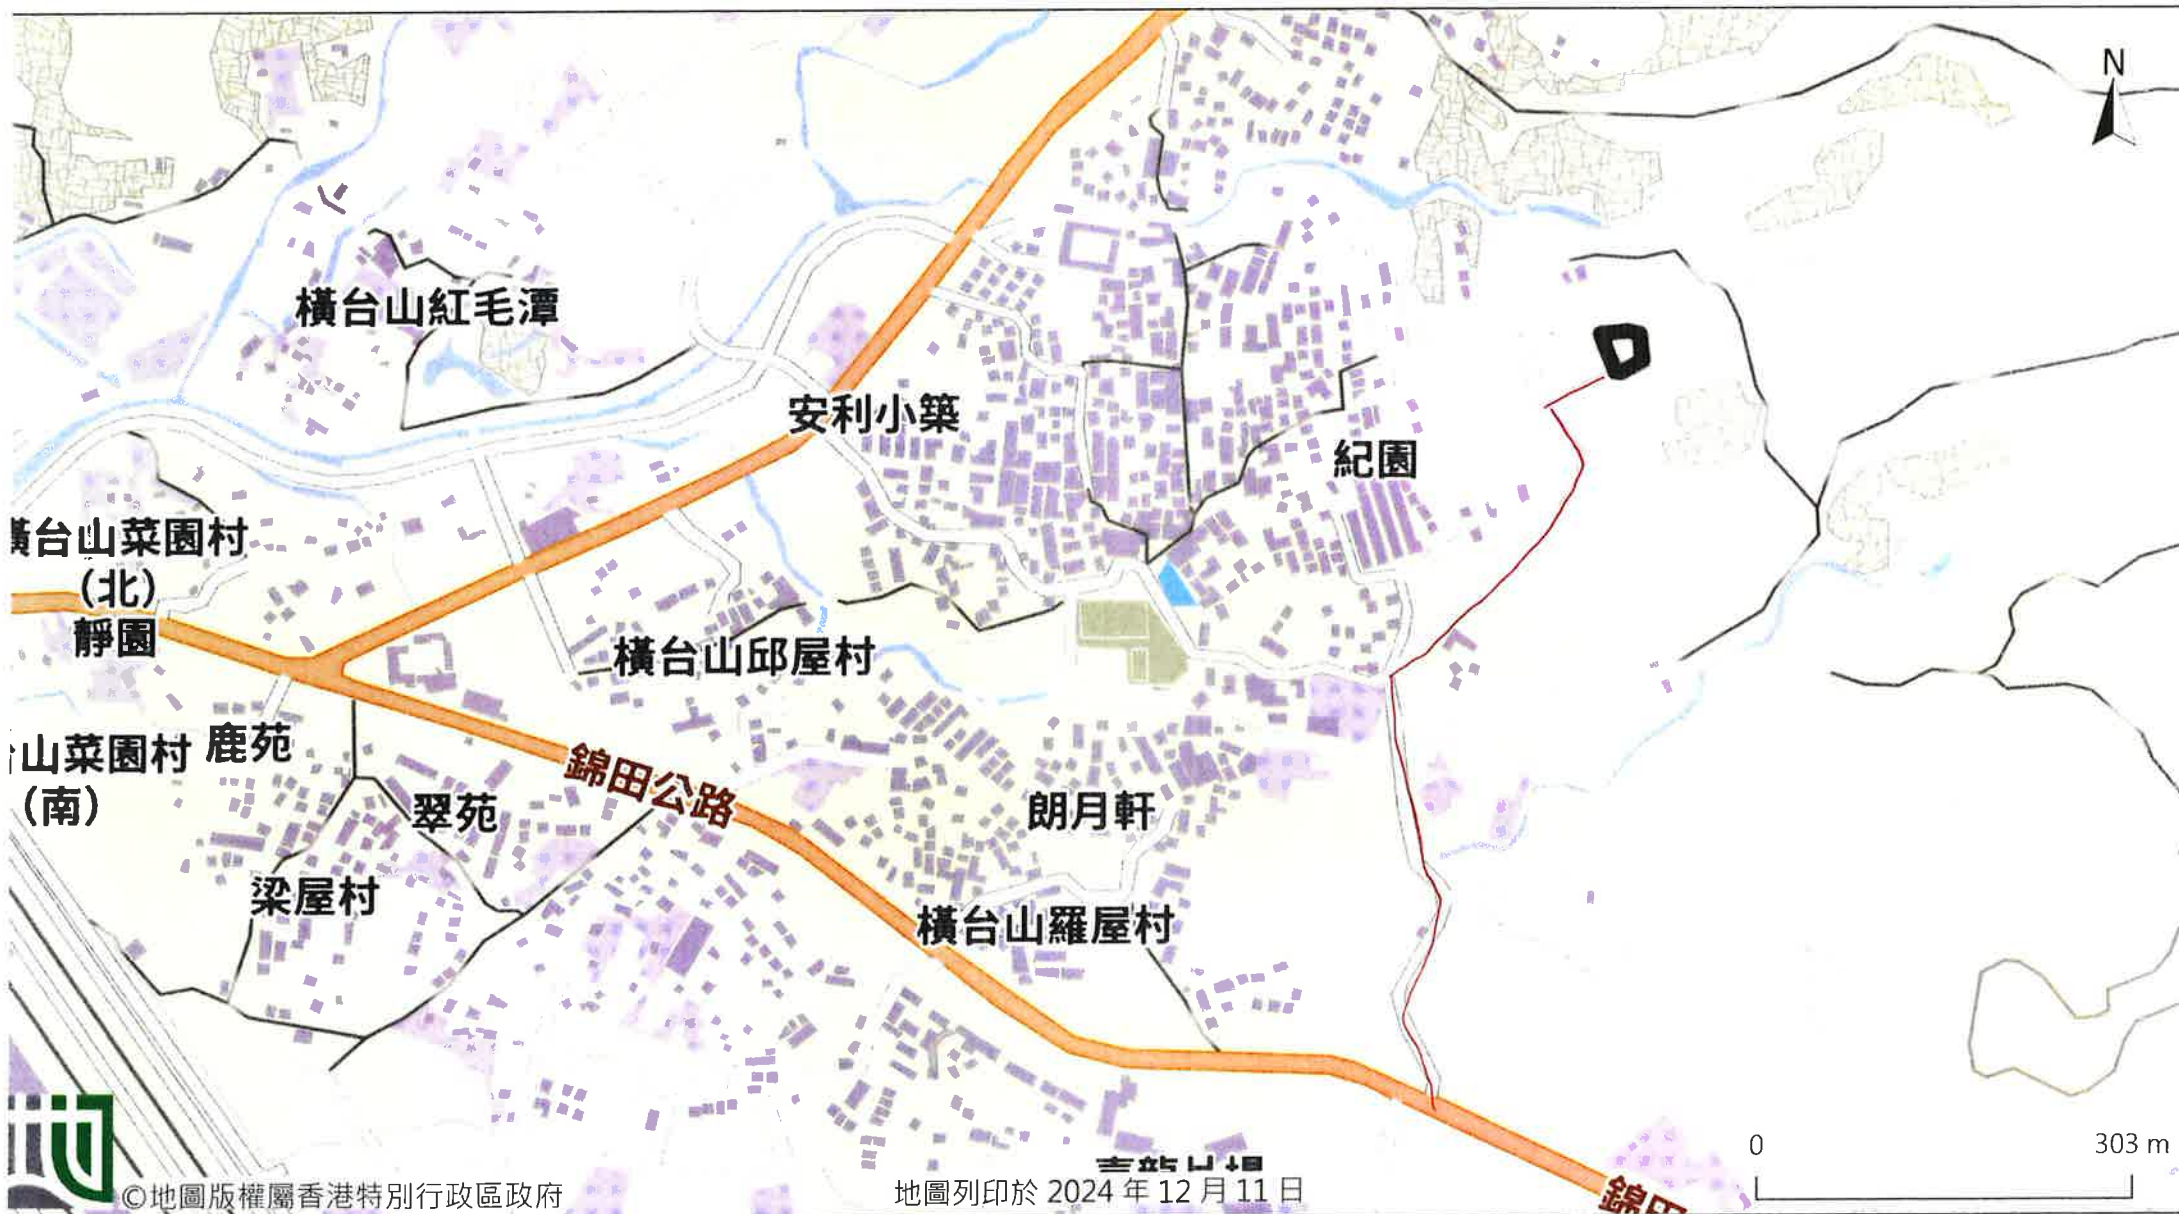 N
橫台山紅毛潭
安利小築
紀園
橫台山菜園村
(北)
靜園
橫台山邱屋村
鹿苑
山菜園村
(南)
錦田公路
翠苑
朗月軒
梁屋村
橫台山羅屋村
0
303 m
©地圖版權屬香港特別行政區政府
地圖列印於 2024 年 12 月 11 日
錦田